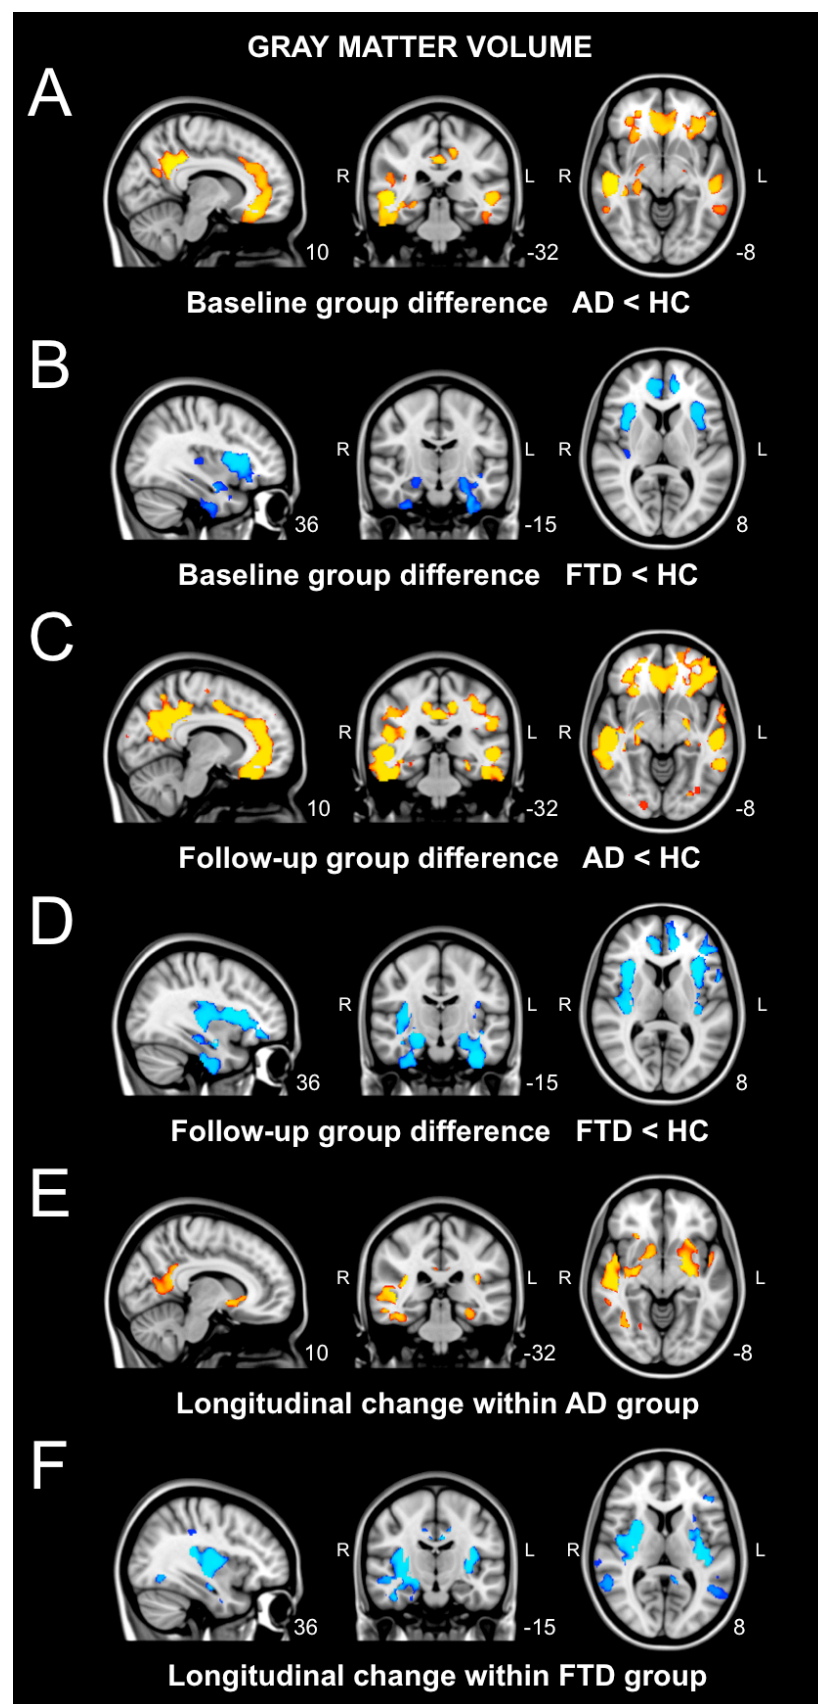 GRAY MATTER VOLUME
A
R L R L
10 -32 -8
Baseline group difference AD < HC
B
R L R L
36 -15 8
Baseline group difference FTD < HC
C
R L R L
10 -32 -8
Follow-up group difference AD < HC
D
R L R L
36 -15 8
Follow-up group difference FTD < HC
E
R L R L
10 -32 -8
Longitudinal change within AD group
F
R L R L
36 -15 8
Longitudinal change within FTD group